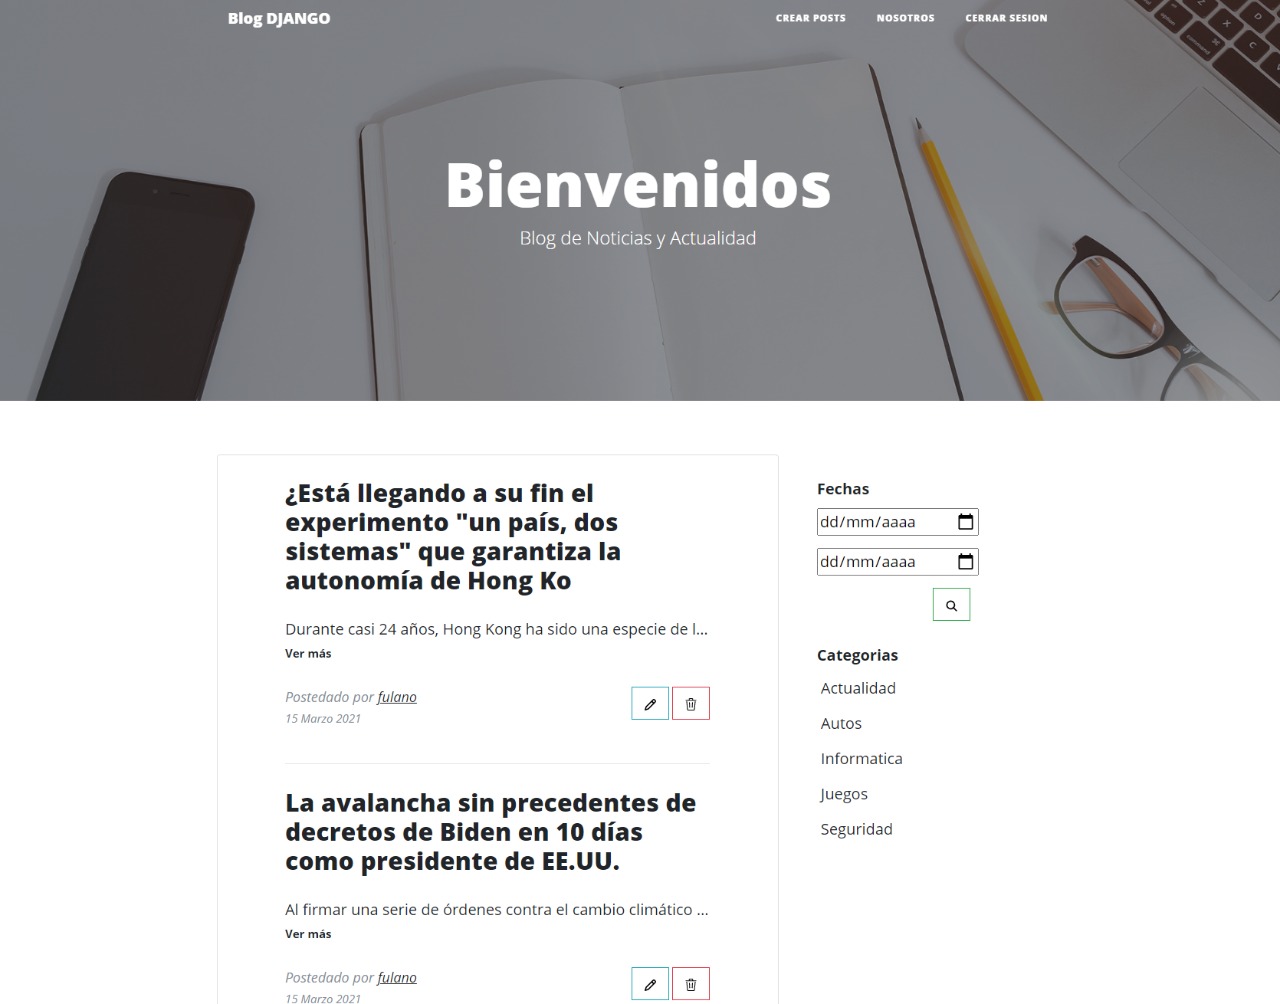 Blog DJANGO
CREAR POSTS
NOSOTROS
CERRAR SESION
Bienvenidos
Blog de Noticias y Actualidad
¿Está llegando a su fin el
experimento "un país, dos
sistemas" que garantiza la
autonomía de Hong Ko
Durante casi 24 años, Hong Kong ha sido una especie de l...
Ver más
Postedado por fulano
15 Marzo 2021
La avalancha sin precedentes de
decretos de Biden en 10 días
como presidente de EE.UU.
Al firmar una serie de órdenes contra el cambio climático ...
Ver más
Postedado por fulano
15 Marzo 2021
Fechas
dd/mm/aaaa
dd/mm/aaaa
Categorias
Actualidad
Autos
Informatica
Juegos
Seguridad